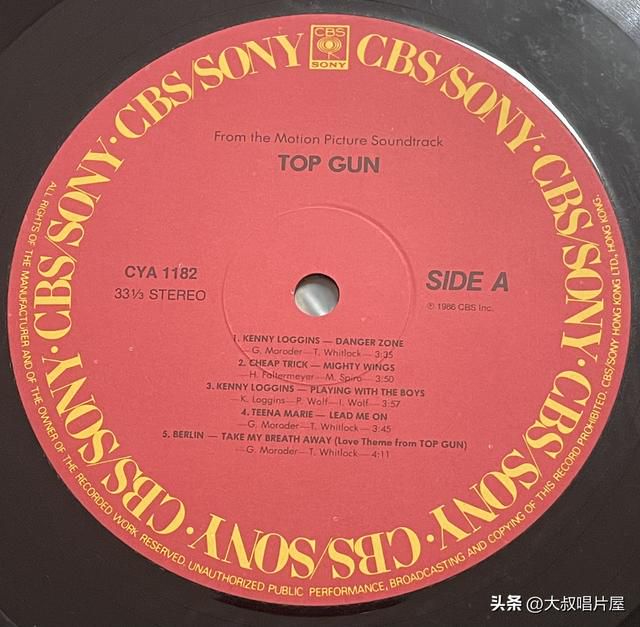 CBS
SONY
CBS/SONY · CBS/SONY · CBS/SONY · CBS/SONY · CBS/SONY · CBS/SONY · CBS/SONY · CBS/SONY
From the Motion Picture Soundtrack
TOP GUN
CYA 1182
33⅓ STEREO
SIDE A
℗ 1986 CBS Inc.
1. KENNY LOGGINS — DANGER ZONE
—G. Moroder—T. Whitlock—3:35
2. CHEAP TRICK — MIGHTY WINGS
—H. Faltermeyer—M. Spiro—3:50
3. KENNY LOGGINS — PLAYING WITH THE BOYS
—K. Loggins—P. Wolf—I. Wolf—3:57
4. TEENA MARIE — LEAD ME ON
—G. Moroder—T. Whitlock—3:45
5. BERLIN — TAKE MY BREATH AWAY (Love Theme from TOP GUN)
—G. Moroder—T. Whitlock—4:11
ALL RIGHTS OF THE MANUFACTURER AND OF THE OWNER OF THE RECORDED WORK RESERVED, UNAUTHORIZED PUBLIC PERFORMANCE, BROADCASTING AND COPYING OF THIS RECORD PROHIBITED, CBS/SONY HONG KONG LTD., HONG KONG.
头条 @大叔唱片屋